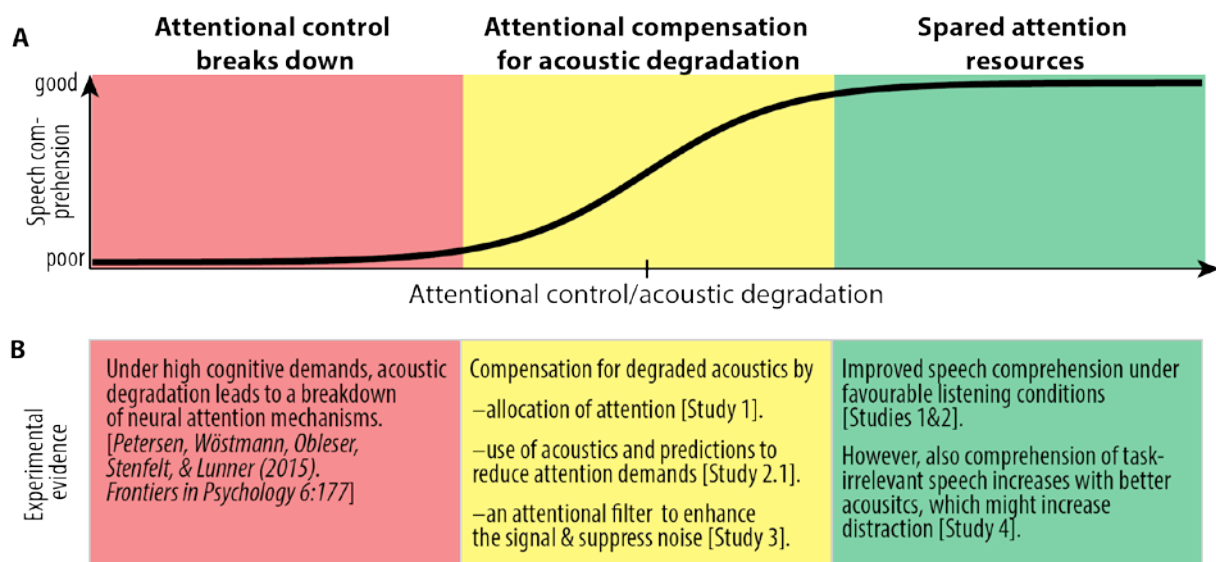 A
Attentional control
breaks down
Attentional compensation
for acoustic degradation
Spared attention
resources
good
Speech com-
prehension
poor
Attentional control/acoustic degradation
B
Experimental
evidence
Under high cognitive demands, acoustic
degradation leads to a breakdown
of neural attention mechanisms.
[Petersen, Wöstmann, Obleser,
Stenfelt, & Lunner (2015).
Frontiers in Psychology 6:177]
Compensation for degraded acoustics by
–allocation of attention [Study 1].
–use of acoustics and predictions to
reduce attention demands [Study 2.1].
–an attentional filter to enhance
the signal & suppress noise [Study 3].
Improved speech comprehension under
favourable listening conditions
[Studies 1&2].
However, also comprehension of task-
irrelevant speech increases with better
acousitcs, which might increase
distraction [Study 4].